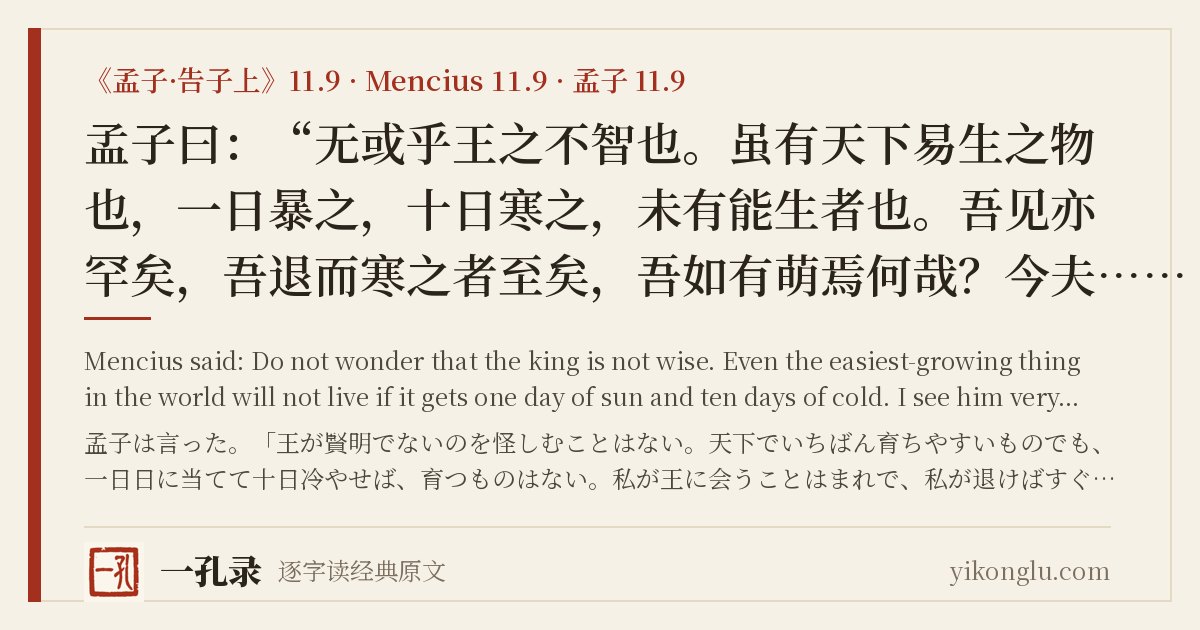 《孟子·告子上》11.9 · Mencius 11.9 · 孟子 11.9
孟子曰：“无或乎王之不智也。虽有天下易生之物
也，一日暴之，十日寒之，未有能生者也。吾见亦
罕矣，吾退而寒之者至矣，吾如有萌焉何哉？今夫……
Mencius said: Do not wonder that the king is not wise. Even the easiest-growing thing
in the world will not live if it gets one day of sun and ten days of cold. I see him very...
孟子は言った。「王が賢明でないのを怪しむことはない。天下でいちばん育ちやすいものでも、
一日日に当てて十日冷やせば、育つものはない。私が王に会うことはまれで、私が退けばすぐ…
一孔
一孔录 逐字读经典原文 yikonglu.com